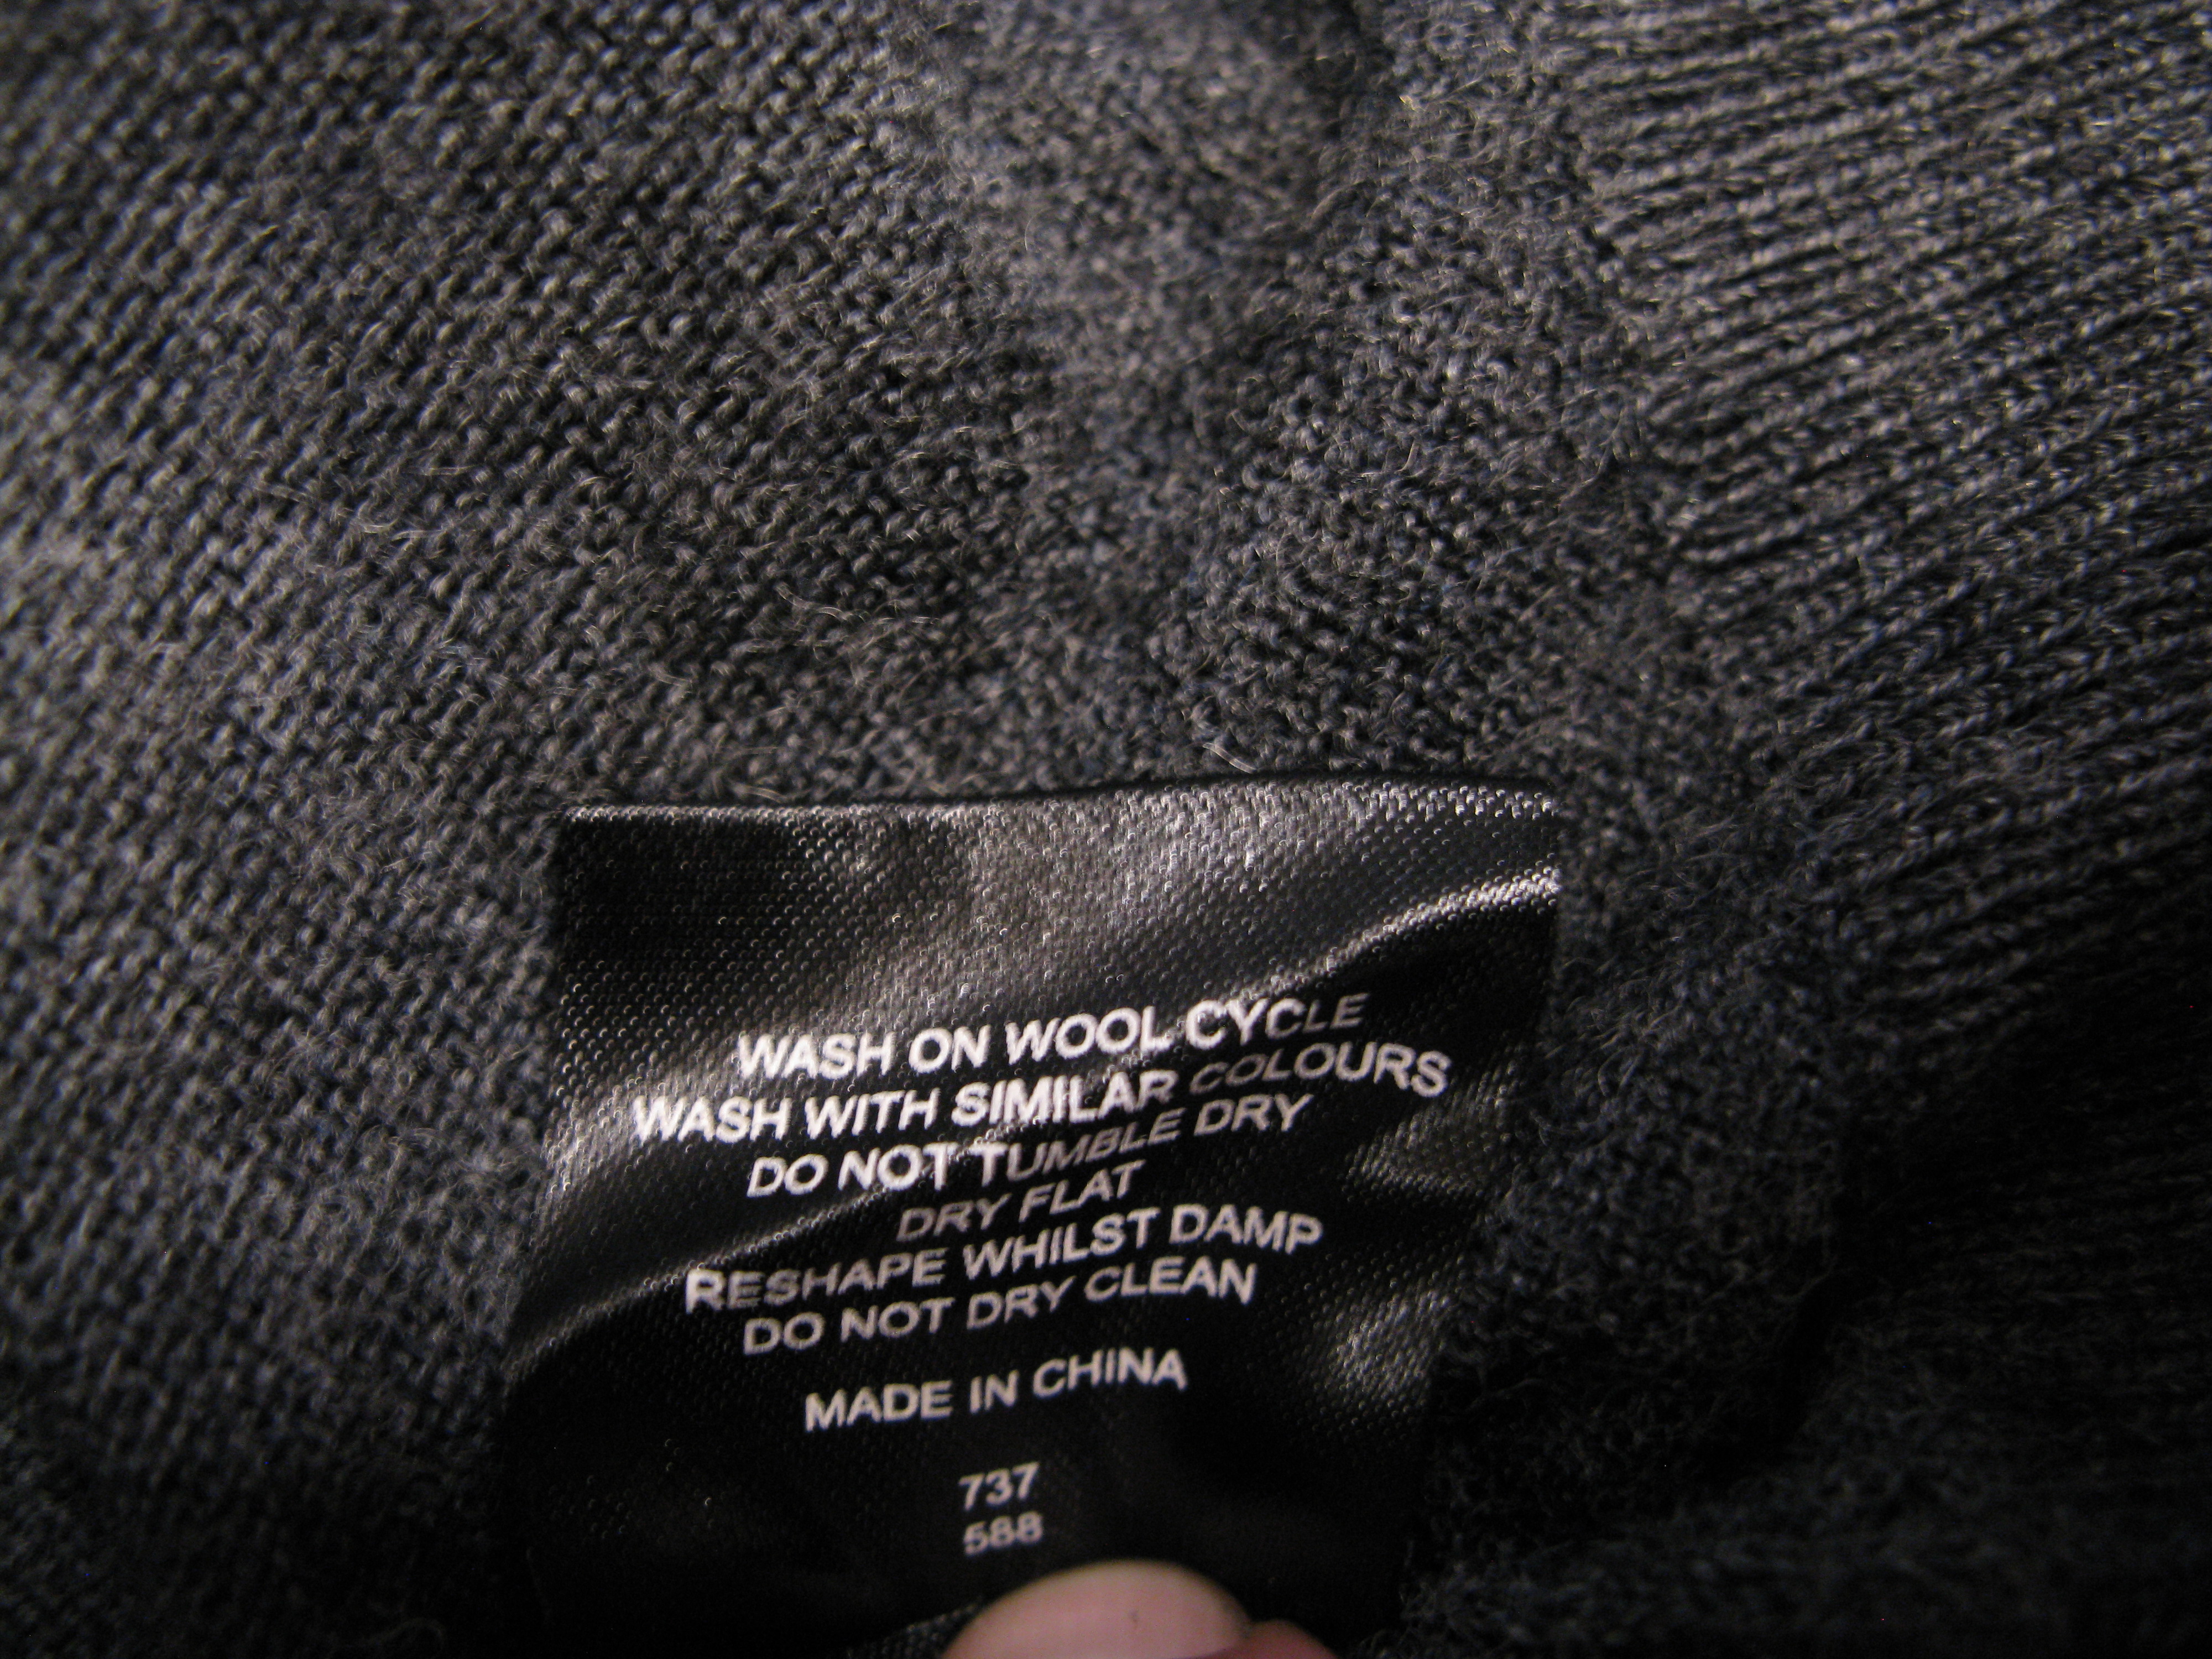 WASH ON WOOL CYCLE
WASH WITH SIMILAR COLOURS
DO NOT TUMBLE DRY
DRY FLAT
RESHAPE WHILST DAMP
DO NOT DRY CLEAN
MADE IN CHINA
737
588